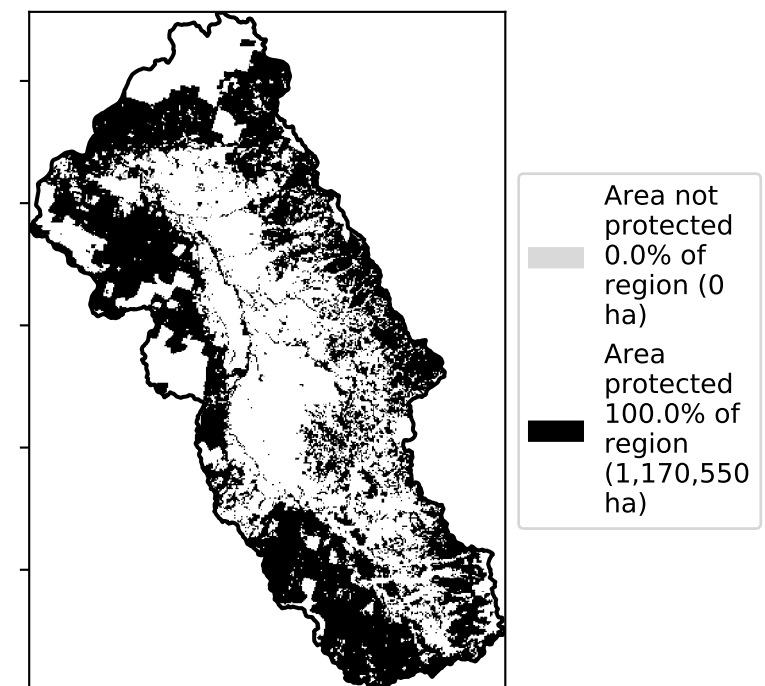 Area not
protected
0.0% of
region (0
ha)
Area
protected
100.0% of
region
(1,170,550
ha)